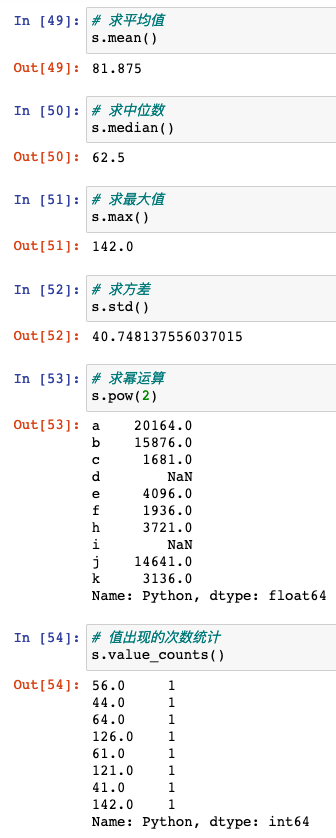 In [49]: # 求平均值
s.mean()
Out[49]: 81.875
In [50]: # 求中位数
s.median()
Out[50]: 62.5
In [51]: # 求最大值
s.max()
Out[51]: 142.0
In [52]: # 求方差
s.std()
Out[52]: 40.748137556037015
In [53]: # 求幂运算
s.pow(2)
Out[53]: a    20164.0
b    15876.0
c     1681.0
d        NaN
e     4096.0
f     1936.0
h     3721.0
i        NaN
j    14641.0
k     3136.0
Name: Python, dtype: float64
In [54]: # 值出现的次数统计
s.value_counts()
Out[54]: 56.0     1
44.0     1
64.0     1
126.0    1
61.0     1
121.0    1
41.0     1
142.0    1
Name: Python, dtype: int64